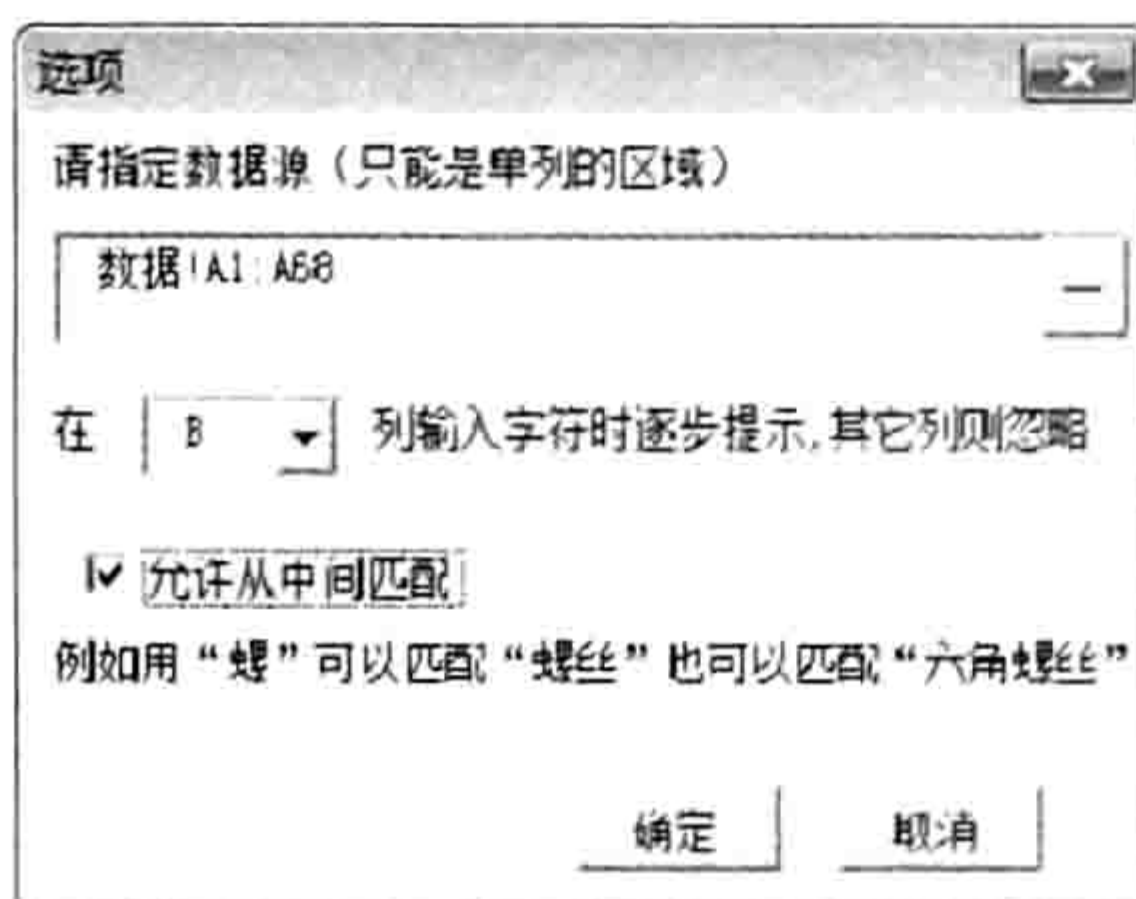 选项
请指定数据源（只能是单列的区域）
数据!A1:A68
在 B 列输入字符时逐步提示,其它列则忽略
允许从中间匹配
例如用“螺”可以匹配“螺丝”也可以匹配“六角螺丝”
确定 取消